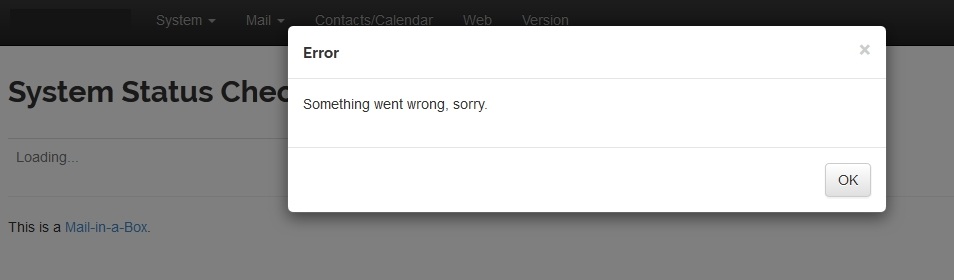 System Mail Contacts/Calendar Web Version
Error ×
System Status Chec
Something went wrong, sorry.
Loading...
OK
This is a Mail-in-a-Box.